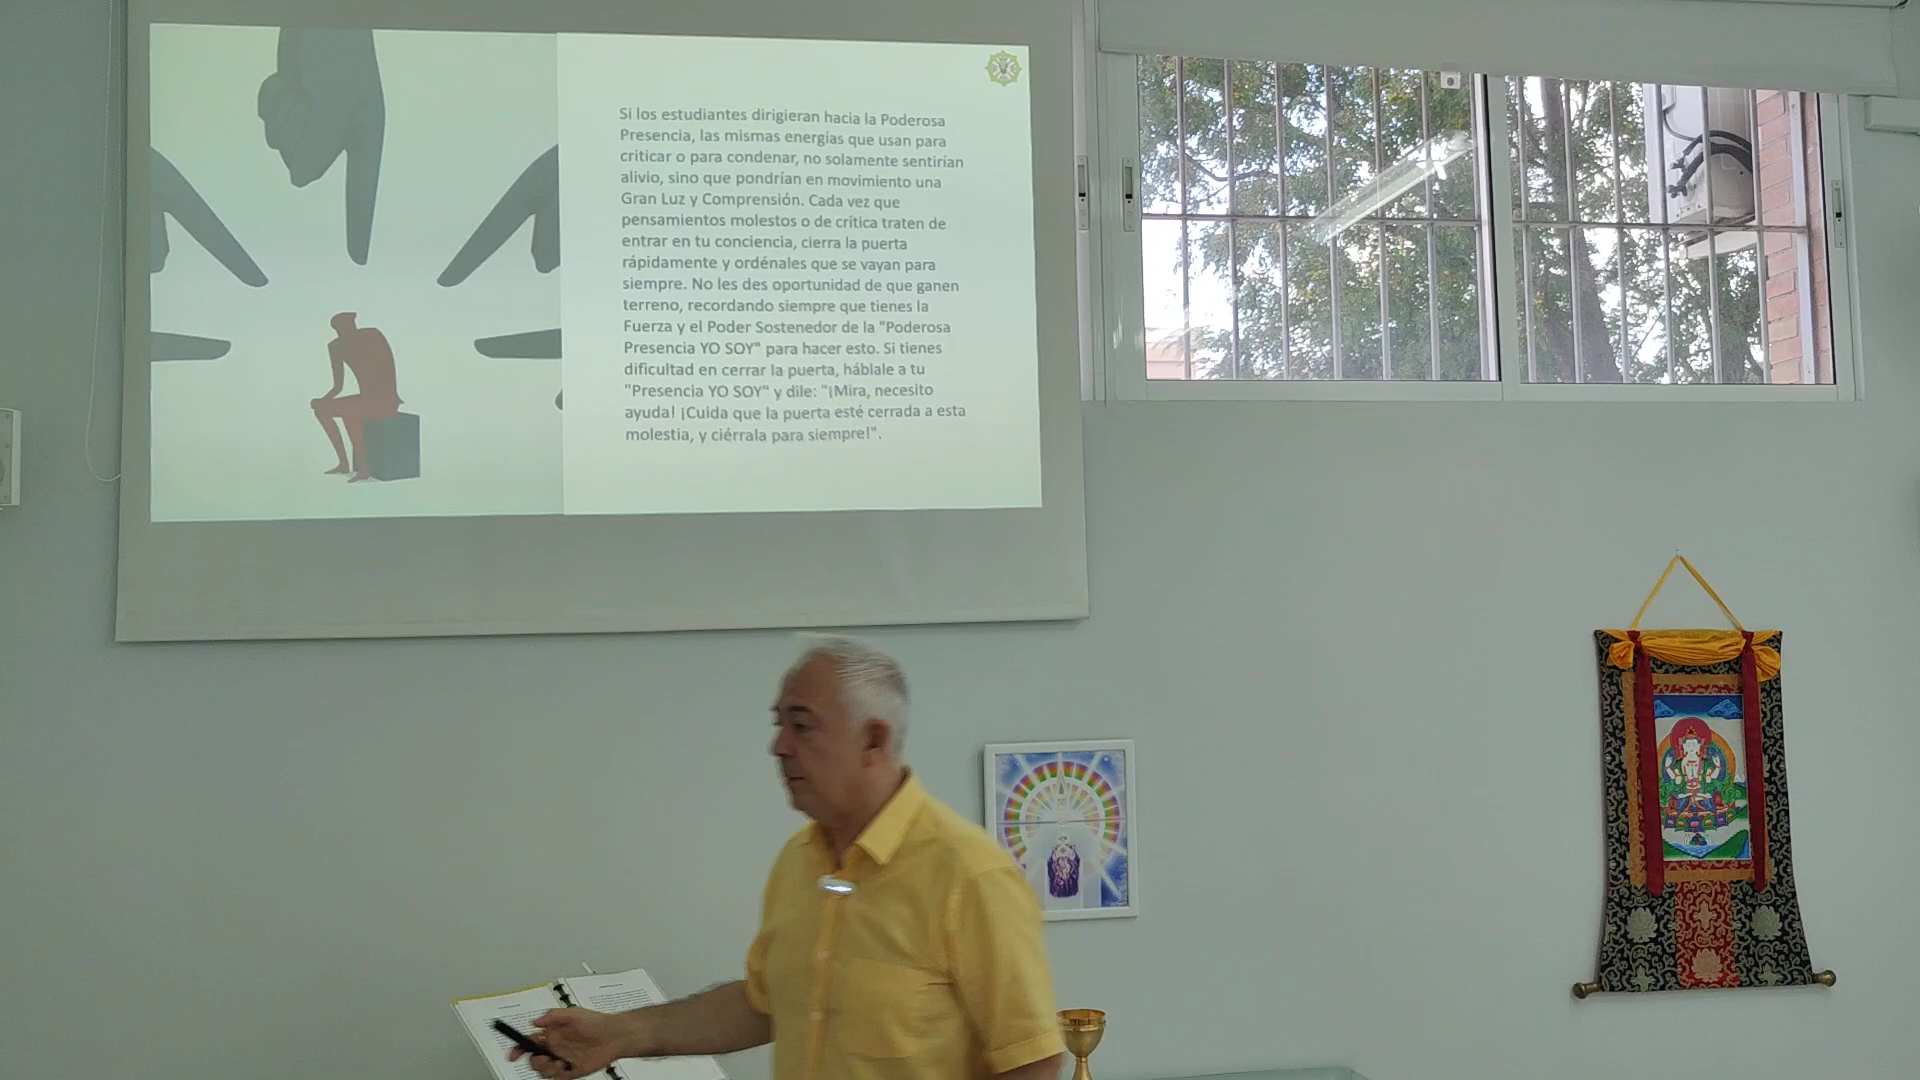 Si los estudiantes dirigieran hacia la Poderosa
Presencia, las mismas energías que usan para
criticar o para condenar, no solamente sentirían
alivio, sino que pondrían en movimiento una
Gran Luz y Comprensión. Cada vez que
pensamientos molestos o de crítica traten de
entrar en tu conciencia, cierra la puerta
rápidamente y ordénales que se vayan para
siempre. No les des oportunidad de que ganen
terreno, recordando siempre que tienes la
Fuerza y el Poder Sostenedor de la "Poderosa
Presencia YO SOY" para hacer esto. Si tienes
dificultad en cerrar la puerta, háblale a tu
"Presencia YO SOY" y dile: "¡Mira, necesito
ayuda! ¡Cuida que la puerta esté cerrada a esta
molestia, y ciérrala para siempre!".